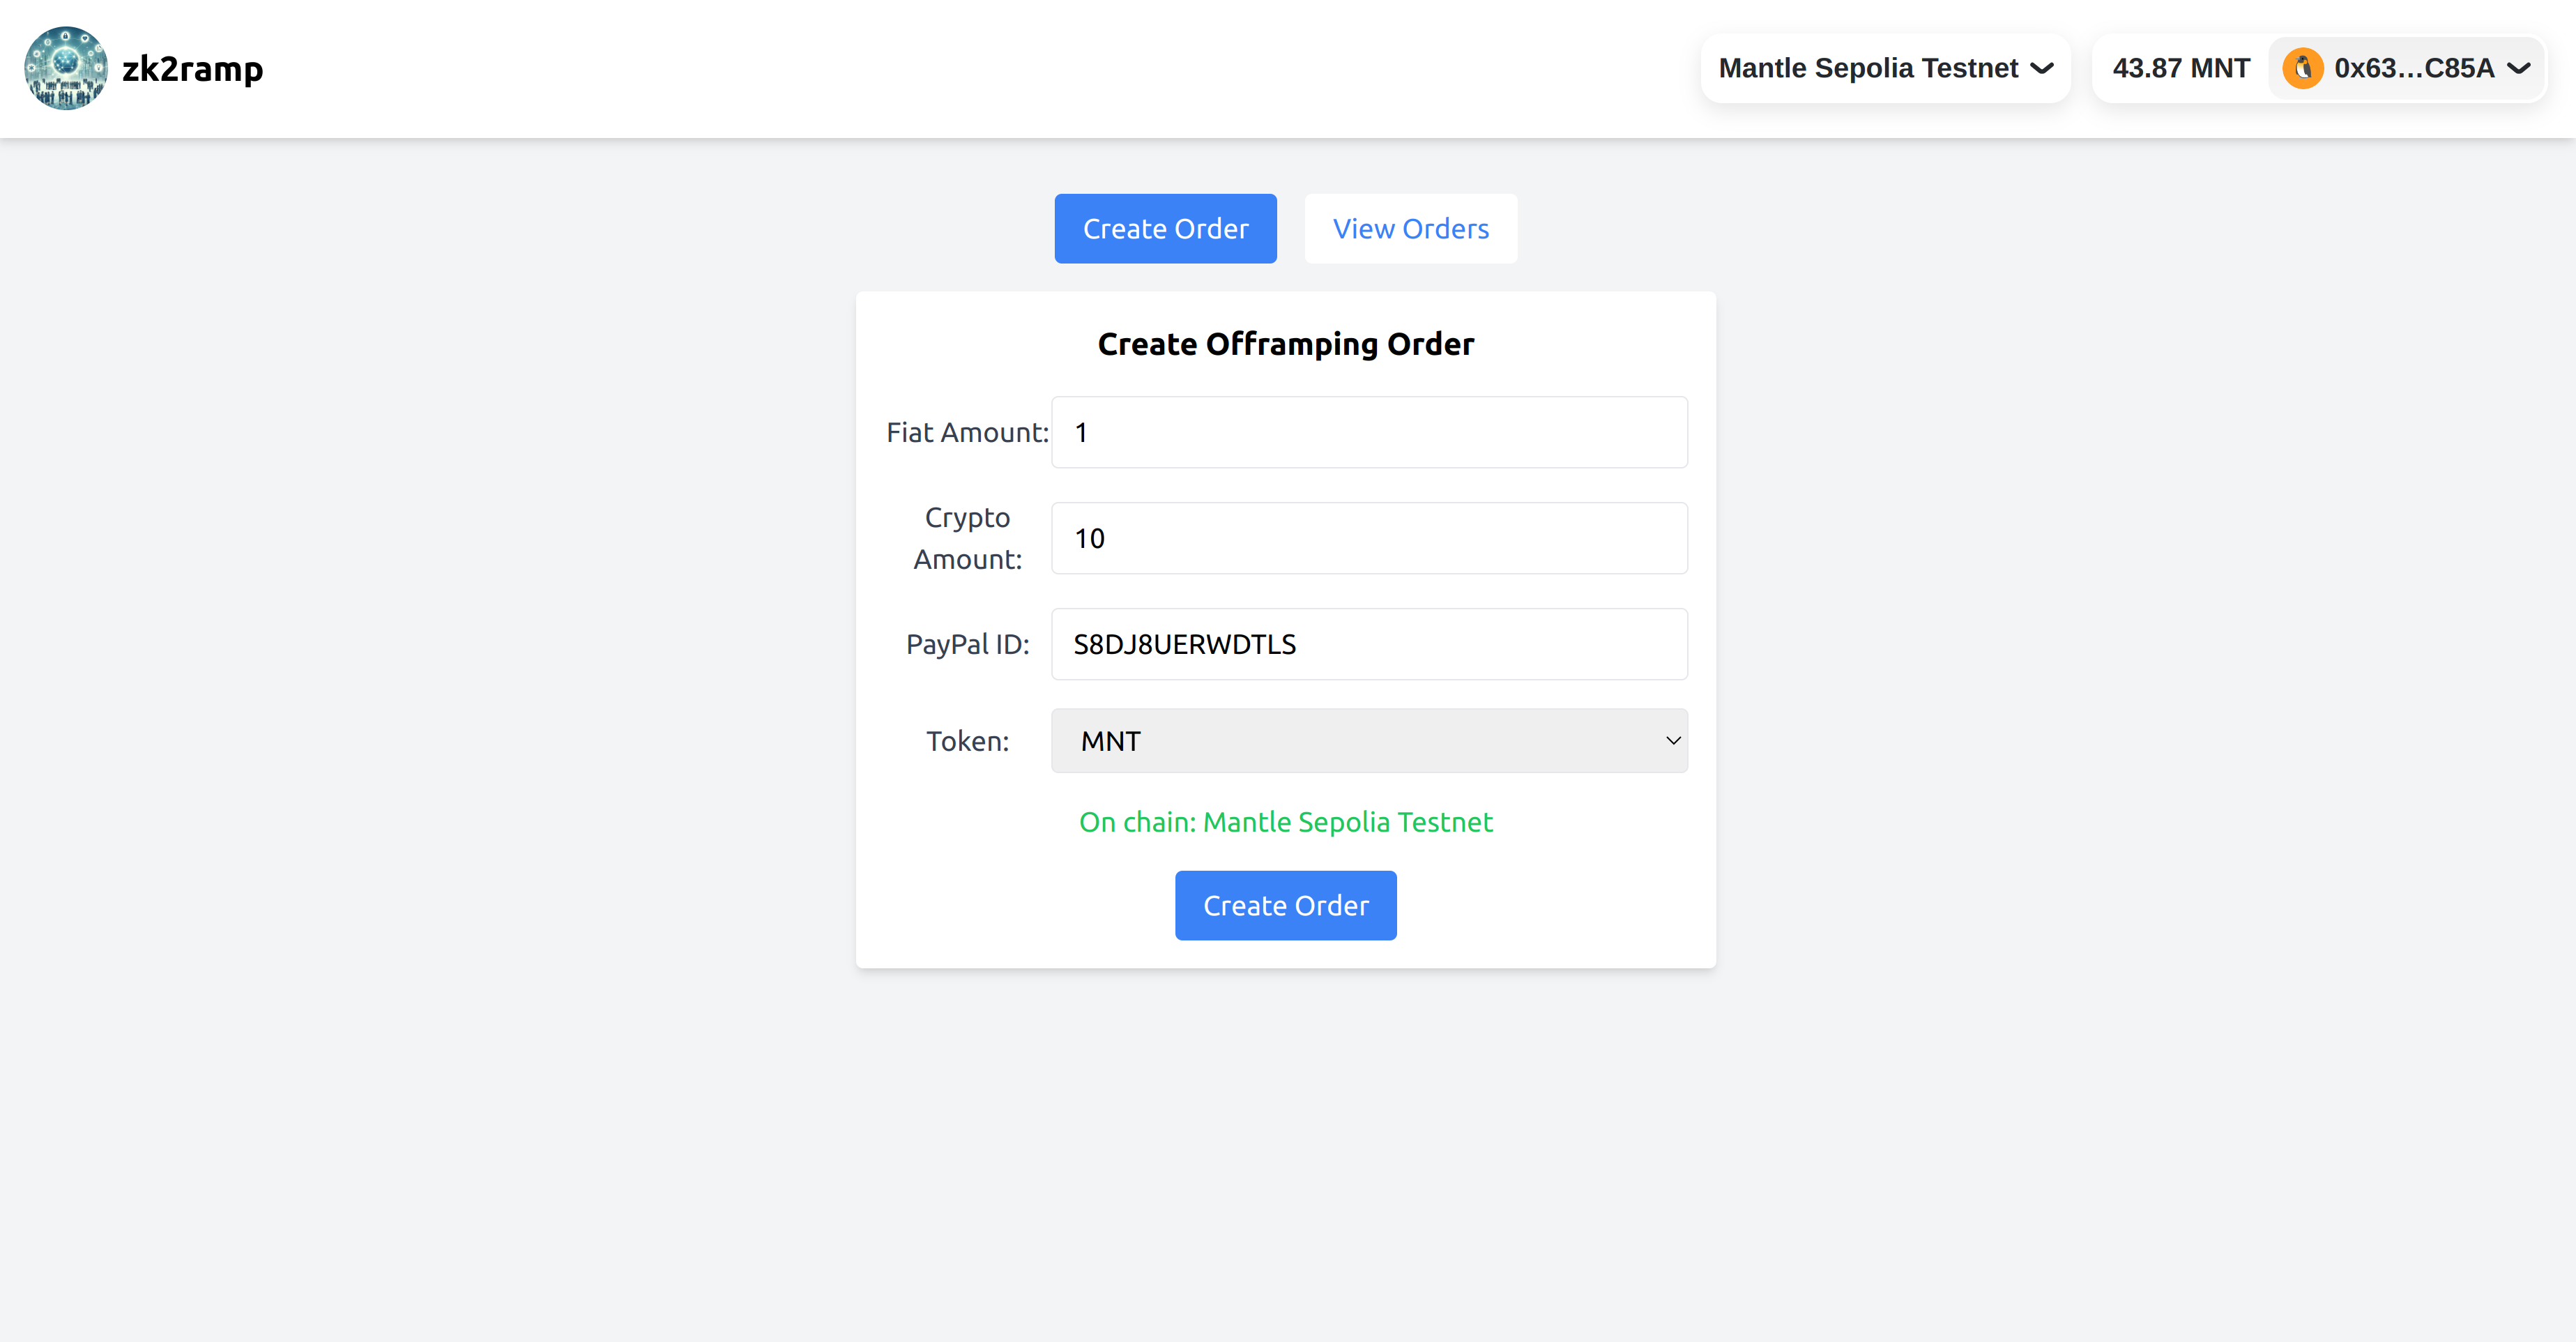 zk2ramp
Mantle Sepolia Testnet
43.87 MNT
0x63...C85A
Create Order
View Orders
Create Offramping Order
Fiat Amount:
1
Crypto
Amount:
10
PayPal ID:
S8DJ8UERWDTLS
Token:
MNT
On chain: Mantle Sepolia Testnet
Create Order